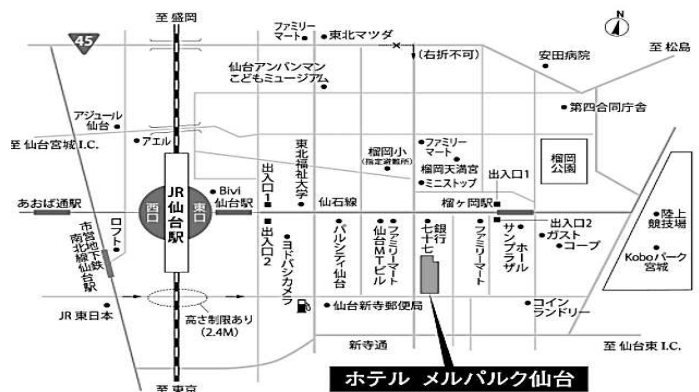 至 盛岡
45
ファミリー
マート
東北マツダ
(右折不可)
安田病院
至 松島
N
仙台アンパンマン
こどもミュージアム
第四合同庁舎
アジュール
仙台
至 仙台宮城I.C.
アエル
東北福祉大学
榴岡小
(指定避難所)
ファミリー
マート
榴岡天満宮
ミニストップ
榴岡
公園
出入口1
出入口1
Bivi
JR仙台駅
西口
東口
あおば通駅
仙台駅
仙石線
榴ヶ岡駅
陸上
競技場
Koboパーク
宮城
市営地下鉄
南北線仙台駅
ロフト
出入口2
ヨドバシカメラ
パルシティ仙台
仙台MTビル
ファミリーマート
七十七
銀行
ファミリーマート
サンプラザ
ホール
出入口2
ガスト
コープ
JR東日本
高さ制限あり
(2.4M)
仙台新寺郵便局
コイン
ランドリー
新寺通
至 仙台東I.C.
至 東京
ホテル メルパルク仙台